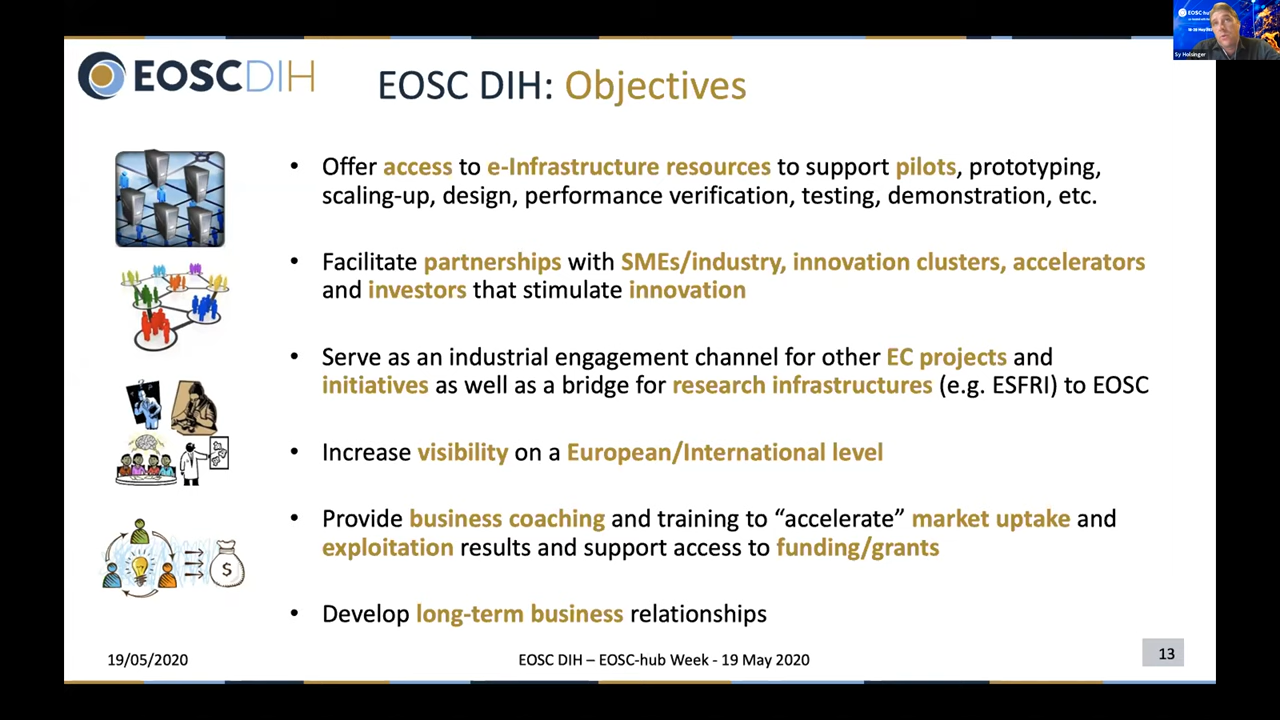 EOSC DIH
EOSC DIH: Objectives
• Offer access to e-Infrastructure resources to support pilots, prototyping,
scaling-up, design, performance verification, testing, demonstration, etc.
• Facilitate partnerships with SMEs/industry, innovation clusters, accelerators
and investors that stimulate innovation
• Serve as an industrial engagement channel for other EC projects and
initiatives as well as a bridge for research infrastructures (e.g. ESFRI) to EOSC
• Increase visibility on a European/International level
• Provide business coaching and training to “accelerate” market uptake and
exploitation results and support access to funding/grants
$
• Develop long-term business relationships
19/05/2020
EOSC DIH – EOSC-hub Week - 19 May 2020
13
EOSC
Sy Holsinger